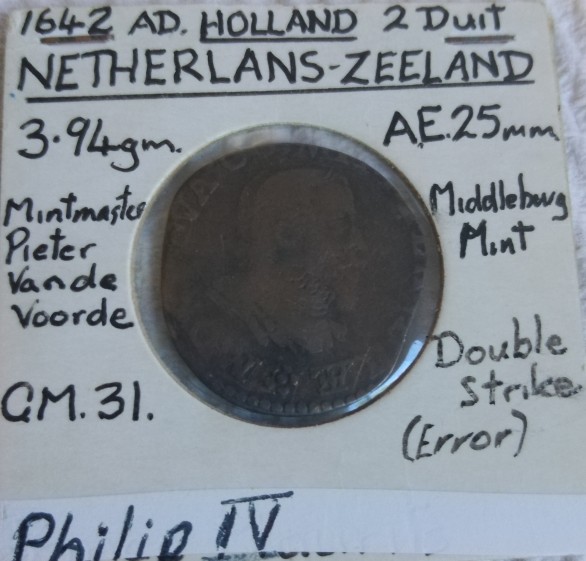 1642 AD. HOLLAND 2 Duit
NETHERLANS-ZEELAND
3.94gm.
AE.25mm
Mintmaster
Pieter
Vande
Voorde
Middleburg
Mint
CM.31.
Double
Strike
(Error)
Philip IV